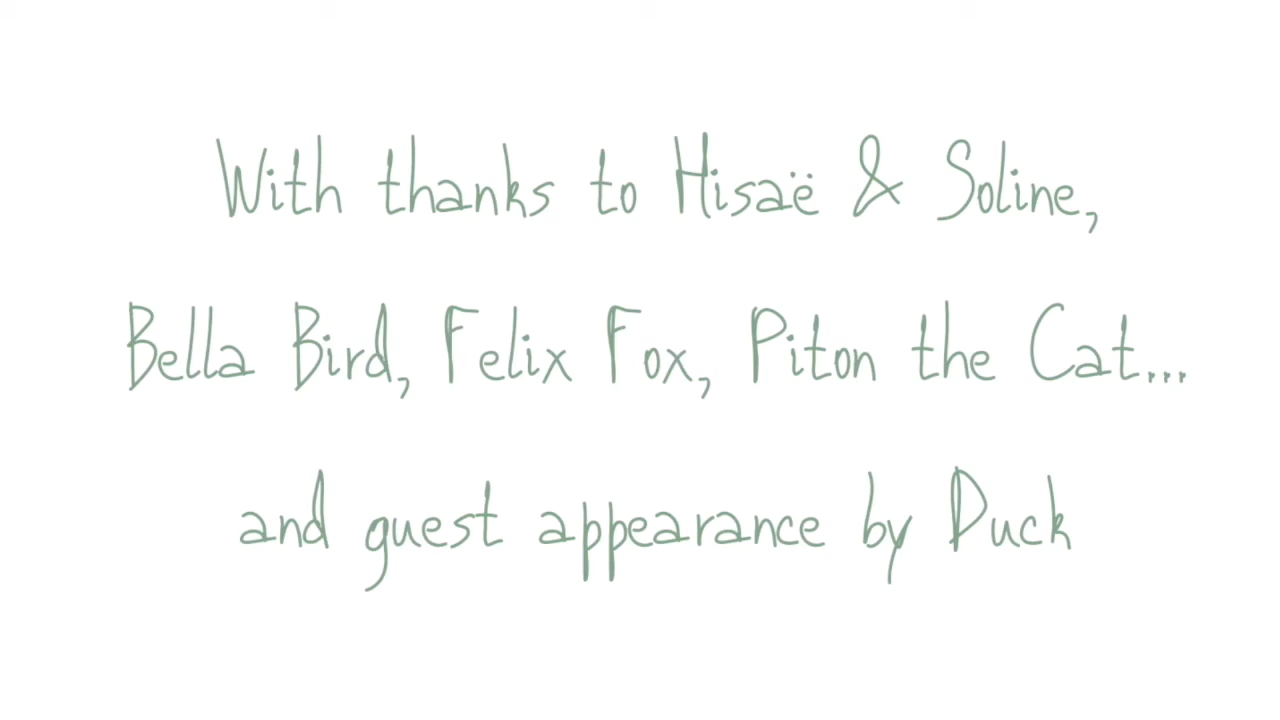 With thanks to Hisaë & Soline,
Bella Bird, Felix Fox, Piton the Cat...
and guest appearance by Duck